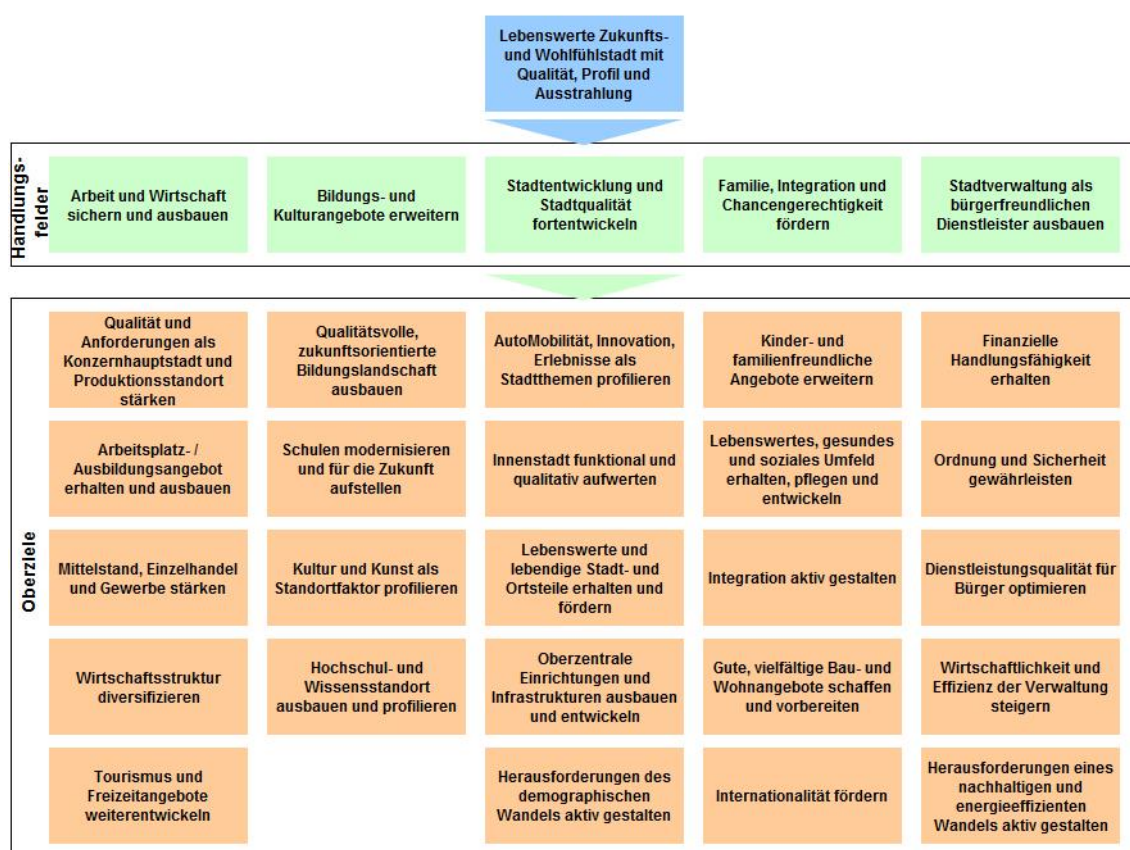 Lebenswerte Zukunfts-
und Wohlfühlstadt mit
Qualität, Profil und
Ausstrahlung
Handlungs-
felder
Arbeit und Wirtschaft
sichern und ausbauen
Bildungs- und
Kulturangebote erweitern
Stadtentwicklung und
Stadtqualität
fortentwickeln
Familie, Integration und
Chancengerechtigkeit
fördern
Stadtverwaltung als
bürgerfreundlichen
Dienstleister ausbauen
Oberziele
Qualität und
Anforderungen als
Konzernhauptstadt und
Produktionsstandort
stärken
Qualitätsvolle,
zukunftsorientierte
Bildungslandschaft
ausbauen
AutoMobilität, Innovation,
Erlebnisse als
Stadtthemen profilieren
Kinder- und
familienfreundliche
Angebote erweitern
Finanzielle
Handlungsfähigkeit
erhalten
Arbeitsplatz- /
Ausbildungsangebot
erhalten und ausbauen
Schulen modernisieren
und für die Zukunft
aufstellen
Innenstadt funktional und
qualitativ aufwerten
Lebenswertes, gesundes
und soziales Umfeld
erhalten, pflegen und
entwickeln
Ordnung und Sicherheit
gewährleisten
Mittelstand, Einzelhandel
und Gewerbe stärken
Kultur und Kunst als
Standortfaktor profilieren
Lebenswerte und
lebendige Stadt- und
Ortsteile erhalten und
fördern
Integration aktiv gestalten
Dienstleistungsqualität für
Bürger optimieren
Wirtschaftsstruktur
diversifizieren
Hochschul- und
Wissensstandort
ausbauen und profilieren
Oberzentrale
Einrichtungen und
Infrastrukturen ausbauen
und entwickeln
Gute, vielfältige Bau- und
Wohnangebote schaffen
und vorbereiten
Wirtschaftlichkeit und
Effizienz der Verwaltung
steigern
Tourismus und
Freizeitangebote
weiterentwickeln
Herausforderungen des
demographischen
Wandels aktiv gestalten
Internationalität fördern
Herausforderungen eines
nachhaltigen und
energieeffizienten
Wandels aktiv gestalten